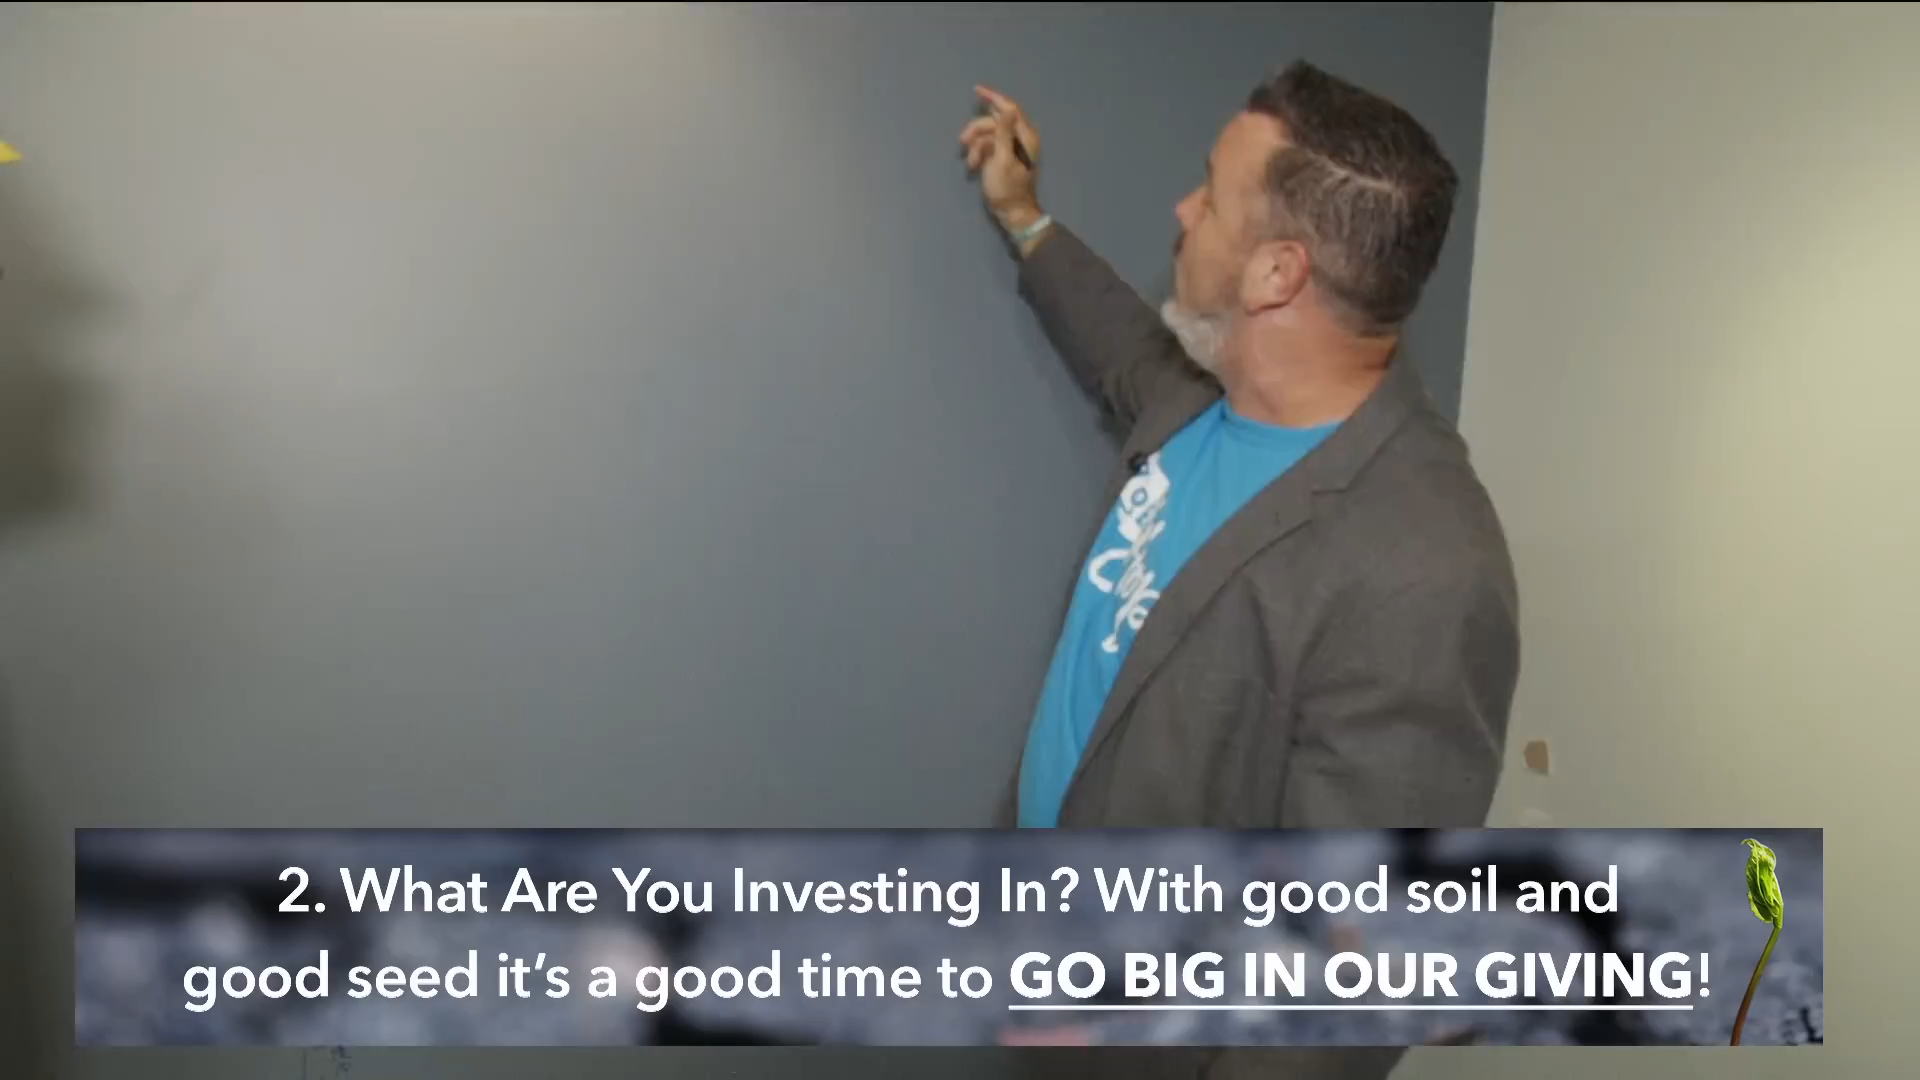 2. What Are You Investing In? With good soil and
good seed it’s a good time to GO BIG IN OUR GIVING!